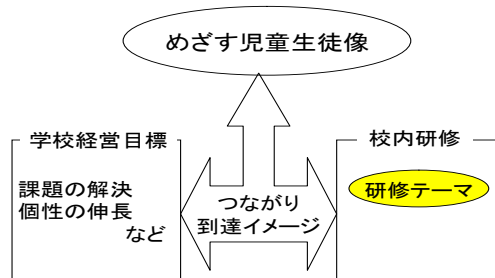 めざす児童生徒像
学校経営目標
課題の解決
個性の伸長
など
つながり
到達イメージ
校内研修
研修テーマ